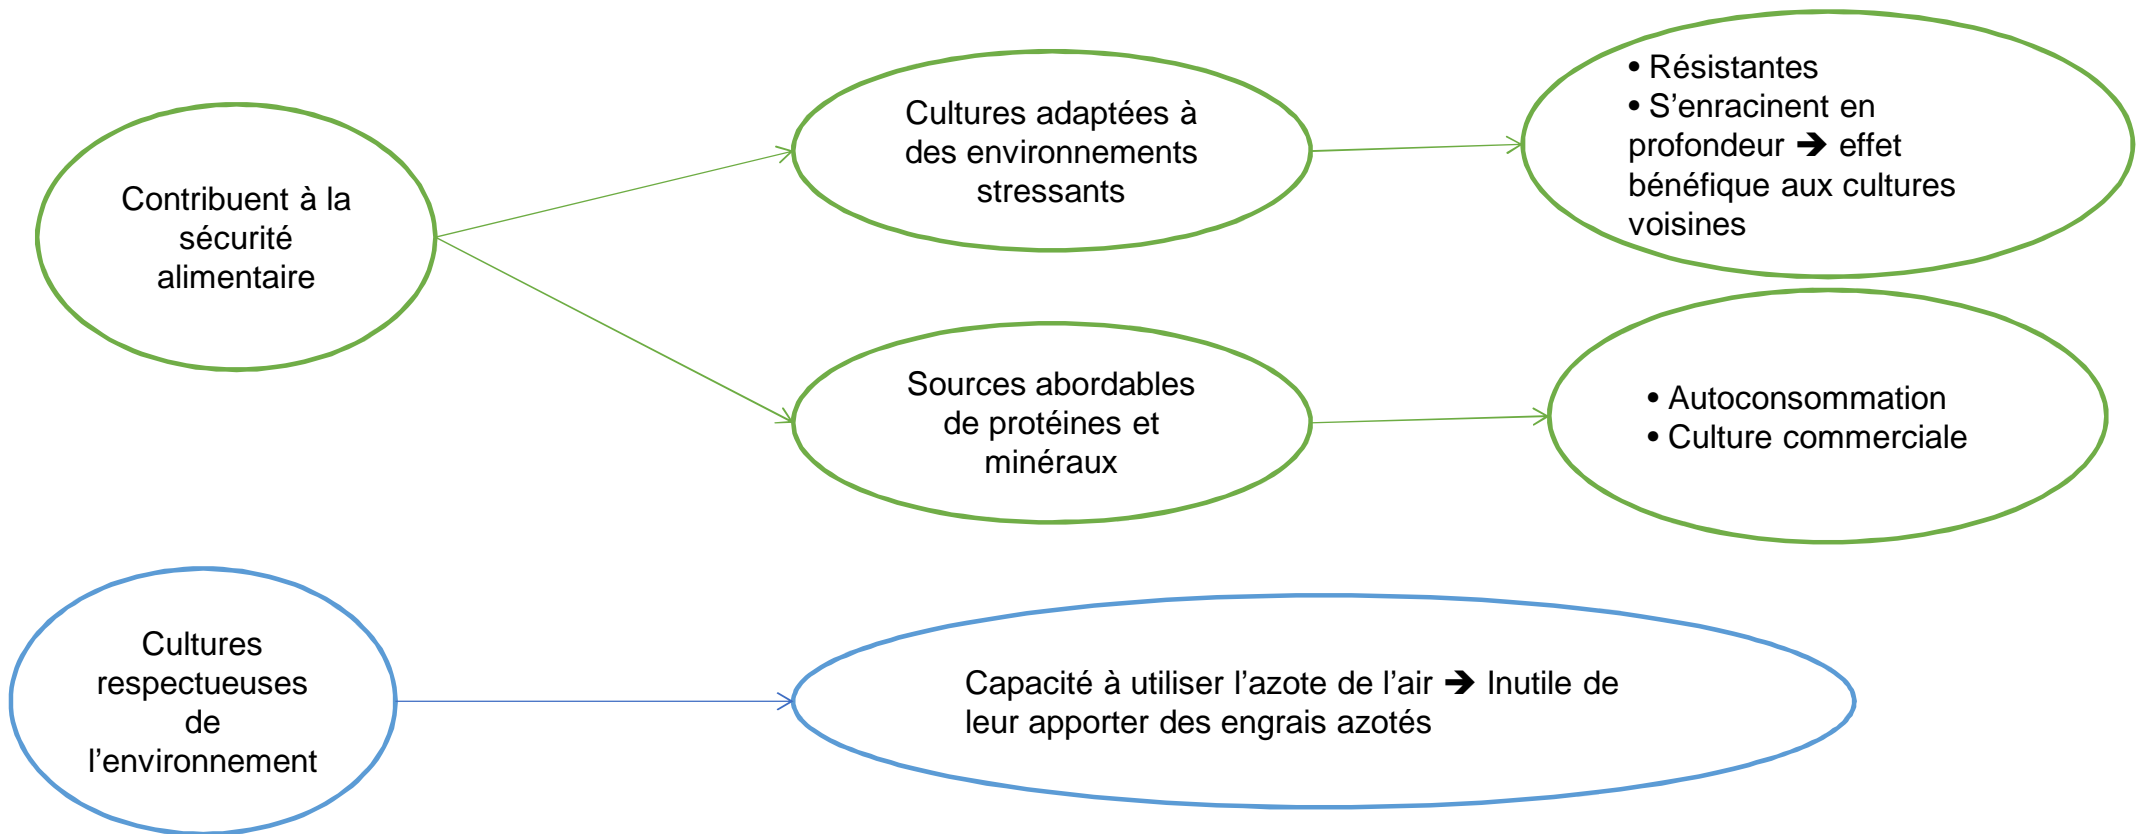 Contribuent à la
sécurité
alimentaire
Cultures adaptées à
des environnements
stressants
• Résistantes
• S’enracinent en
profondeur ➔ effet
bénéfique aux cultures
voisines
Sources abordables
de protéines et
minéraux
• Autoconsommation
• Culture commerciale
Cultures
respectueuses
de
l’environnement
Capacité à utiliser l’azote de l’air ➔ Inutile de
leur apporter des engrais azotés